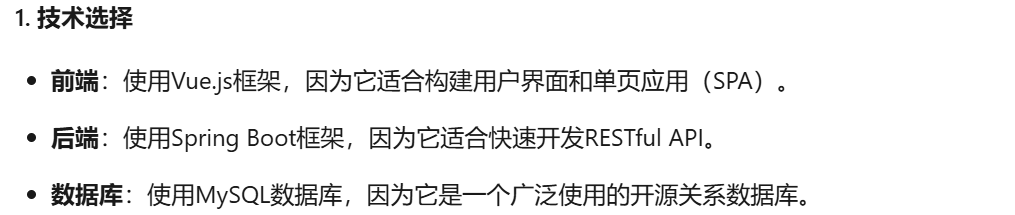 1. 技术选择
• 前端：使用Vue.js框架，因为它适合构建用户界面和单页应用（SPA）。
• 后端：使用Spring Boot框架，因为它适合快速开发RESTful API。
• 数据库：使用MySQL数据库，因为它是一个广泛使用的开源关系数据库。